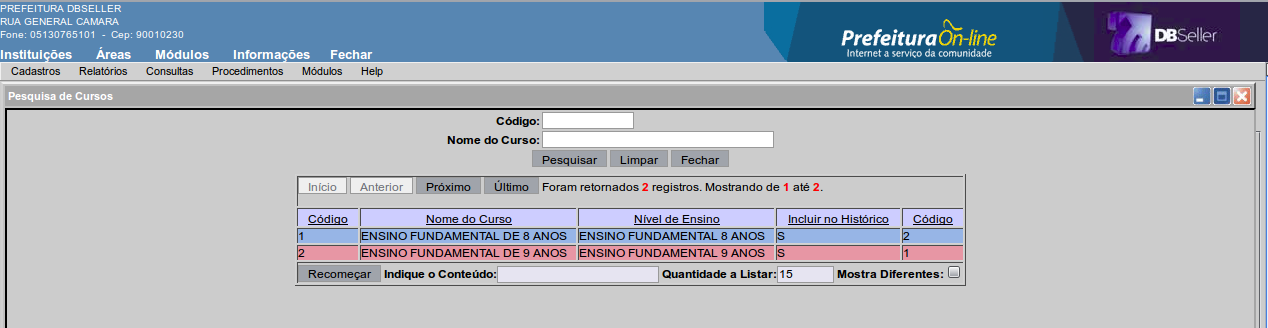 PREFEITURA DBSELLER
RUA GENERAL CAMARA
Fone: 05130765101 - Cep: 90010230
Prefeitura On-line
Internet a serviço da comunidade
DBSeller
Instituições Áreas Módulos Informações Fechar
Cadastros Relatórios Consultas Procedimentos Módulos Help
Pesquisa de Cursos
Código:
Nome do Curso:
Pesquisar Limpar Fechar
Início Anterior Próximo Último Foram retornados 2 registros. Mostrando de 1 até 2.
Código Nome do Curso Nível de Ensino Incluir no Histórico Código
1 ENSINO FUNDAMENTAL DE 8 ANOS ENSINO FUNDAMENTAL 8 ANOS S 2
2 ENSINO FUNDAMENTAL DE 9 ANOS ENSINO FUNDAMENTAL 9 ANOS S 1
Recomeçar Indique o Conteúdo: Quantidade a Listar: 15 Mostra Diferentes: